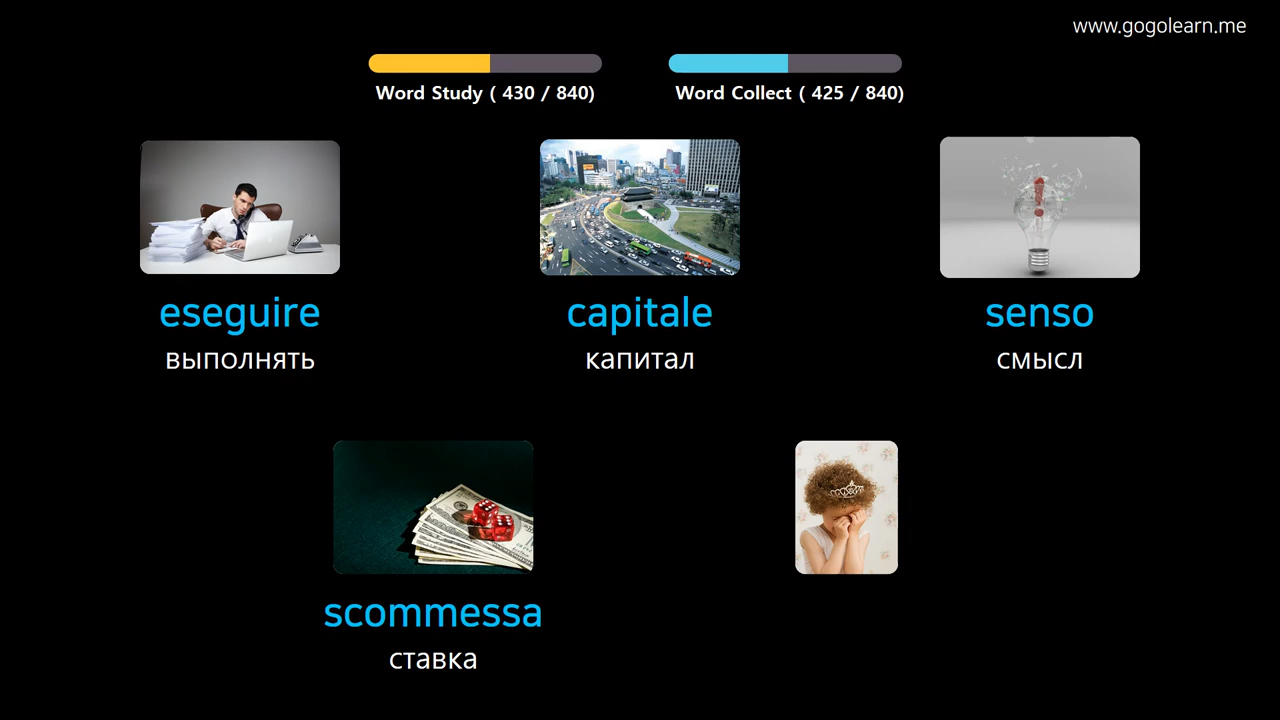 www.gogolearn.me
Word Study ( 430 / 840)
Word Collect ( 425 / 840)
eseguire
выполнять
capitale
капитал
senso
смысл
scommessa
ставка